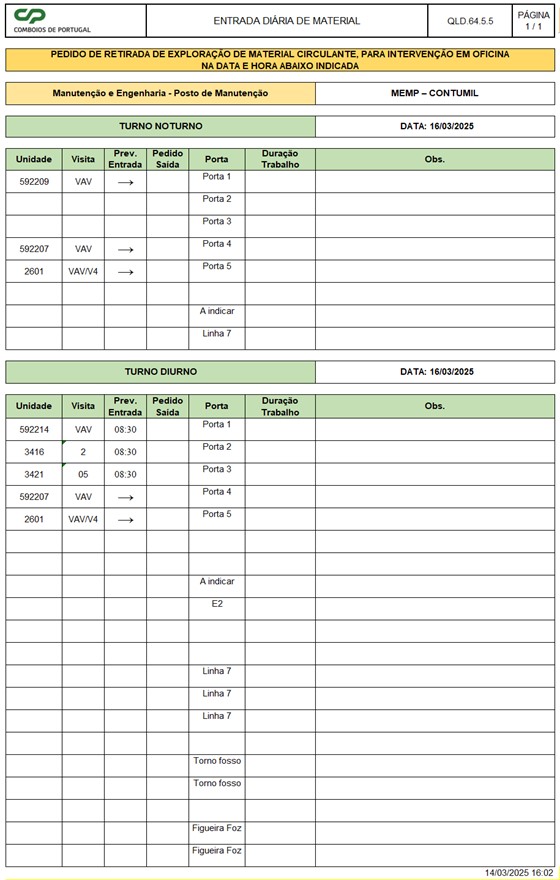 CP
COMBOIOS DE PORTUGAL
ENTRADA DIÁRIA DE MATERIAL
QLD.64.5.5
PÁGINA
1 / 1
PEDIDO DE RETIRADA DE EXPLORAÇÃO DE MATERIAL CIRCULANTE, PARA INTERVENÇÃO EM OFICINA
NA DATA E HORA ABAIXO INDICADA
Manutenção e Engenharia - Posto de Manutenção MEMP – CONTUMIL
TURNO NOTURNO DATA: 16/03/2025
Unidade Visita Prev. Entrada Pedido Saída Porta Duração Trabalho Obs.
592209 VAV → Porta 1
Porta 2
Porta 3
592207 VAV → Porta 4
2601 VAV/V4 → Porta 5
A indicar
Linha 7
TURNO DIURNO DATA: 16/03/2025
Unidade Visita Prev. Entrada Pedido Saída Porta Duração Trabalho Obs.
592214 VAV 08:30 Porta 1
3416 2 08:30 Porta 2
3421 05 08:30 Porta 3
592207 VAV → Porta 4
2601 VAV/V4 → Porta 5
A indicar
E2
Linha 7
Linha 7
Linha 7
Torno fosso
Torno fosso
Figueira Foz
Figueira Foz
14/03/2025 16:02